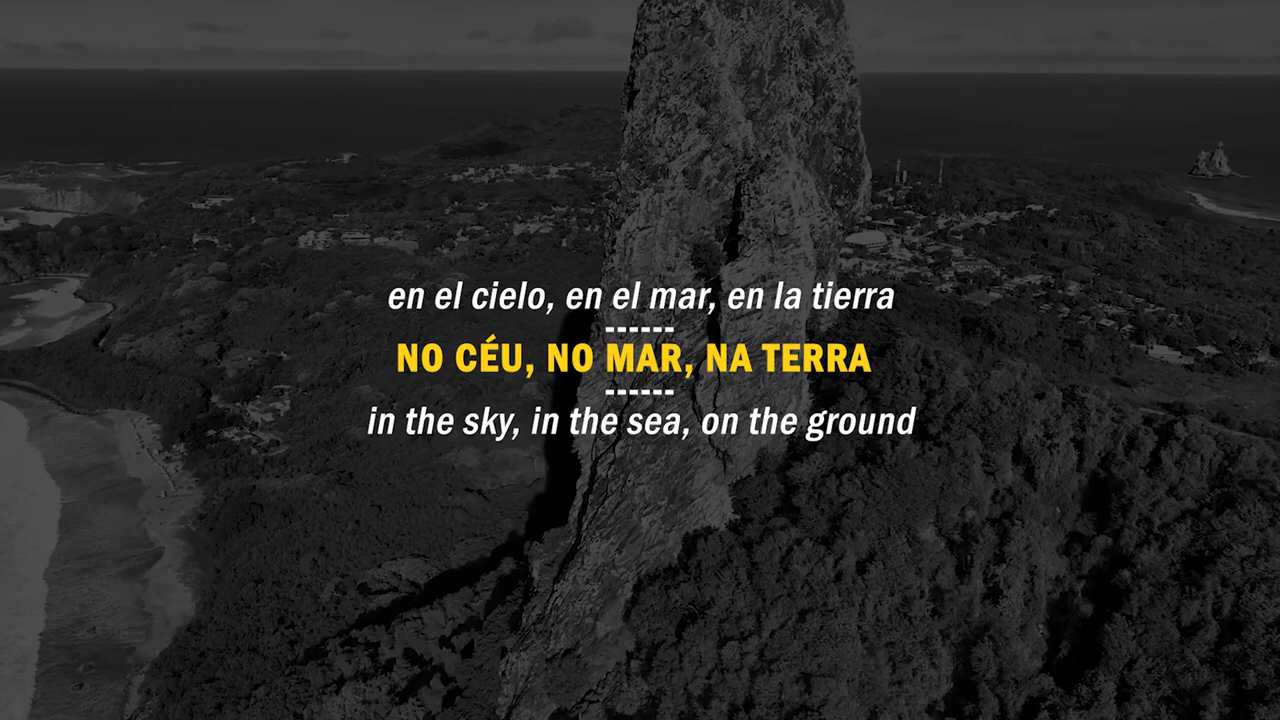 en el cielo, en el mar, en la tierra
------
NO CÉU, NO MAR, NA TERRA
------
in the sky, in the sea, on the ground